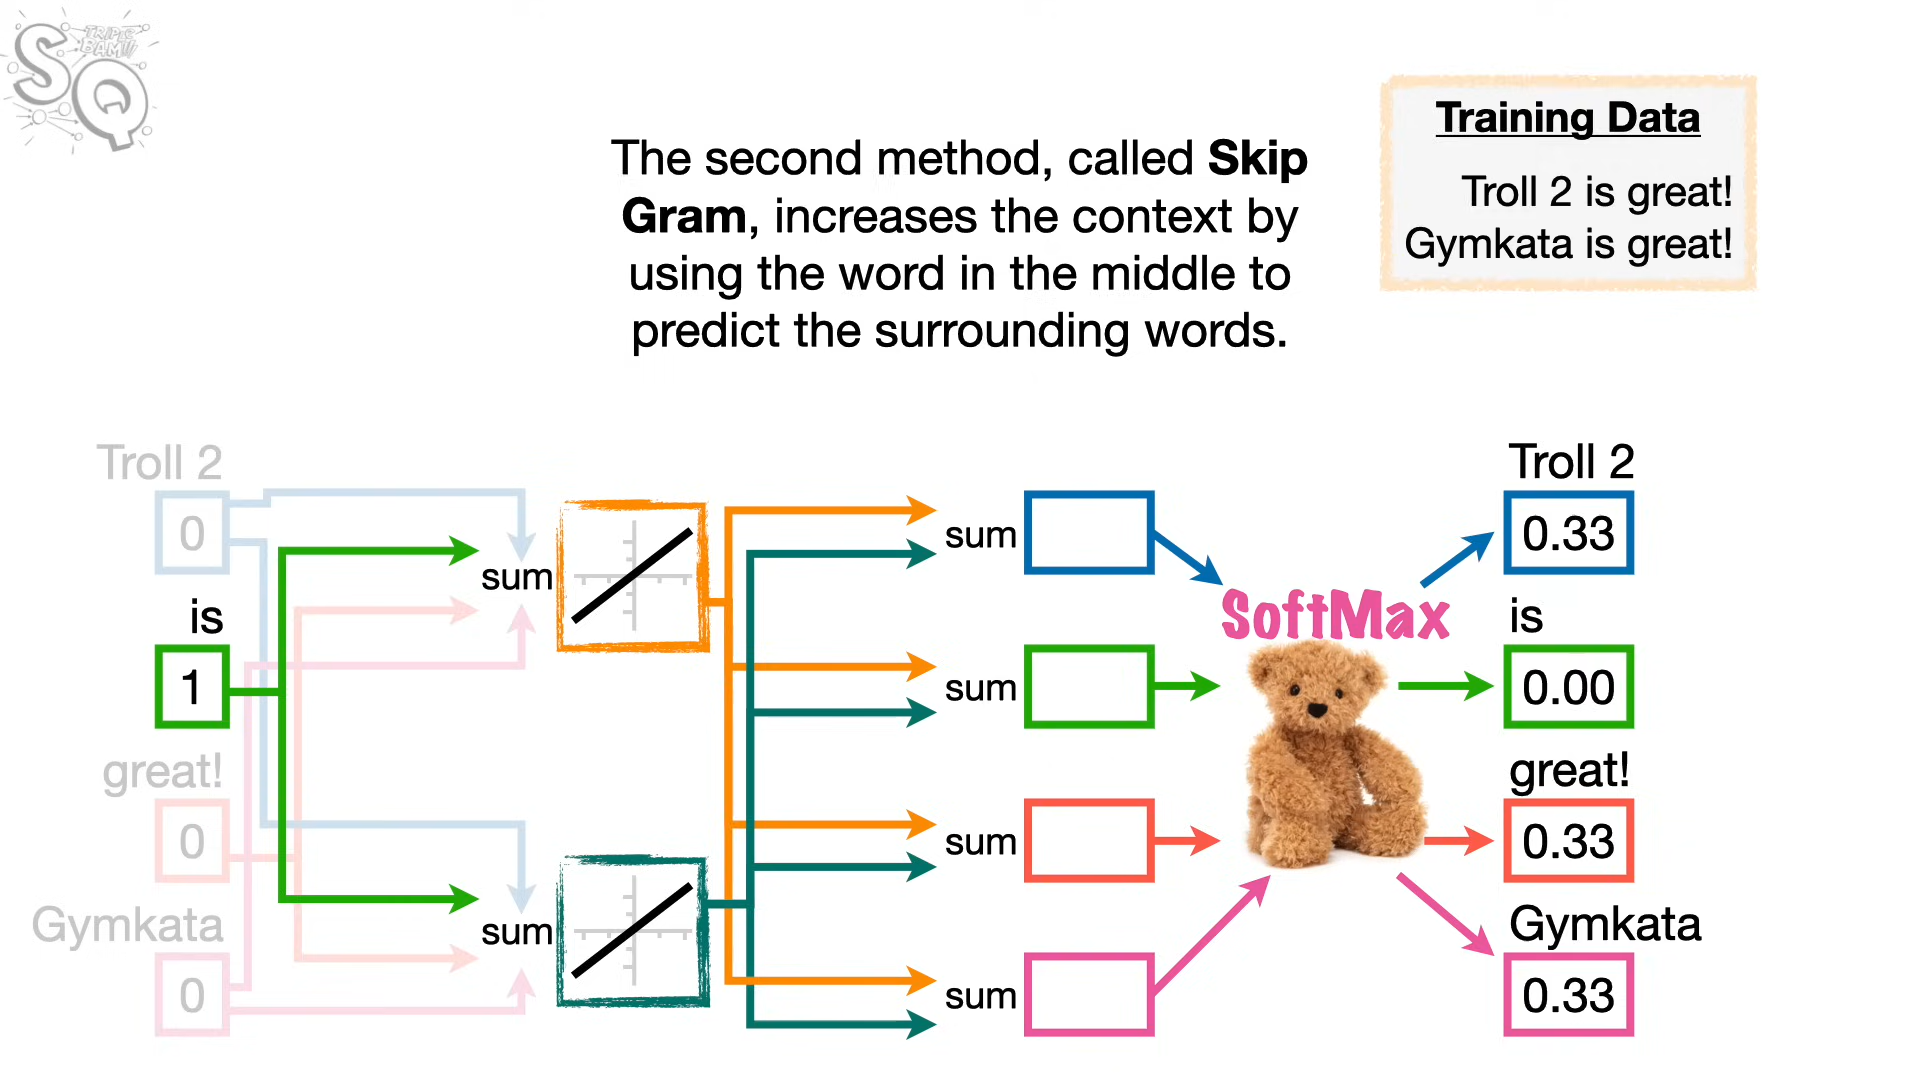 SQ
TRIPLE
BAM!!!
The second method, called Skip
Gram, increases the context by
using the word in the middle to
predict the surrounding words.
Training Data
Troll 2 is great!
Gymkata is great!
Troll 2
0
is
1
great!
0
Gymkata
0
sum
sum
sum
sum
sum
sum
SoftMax
Troll 2
0.33
is
0.00
great!
0.33
Gymkata
0.33